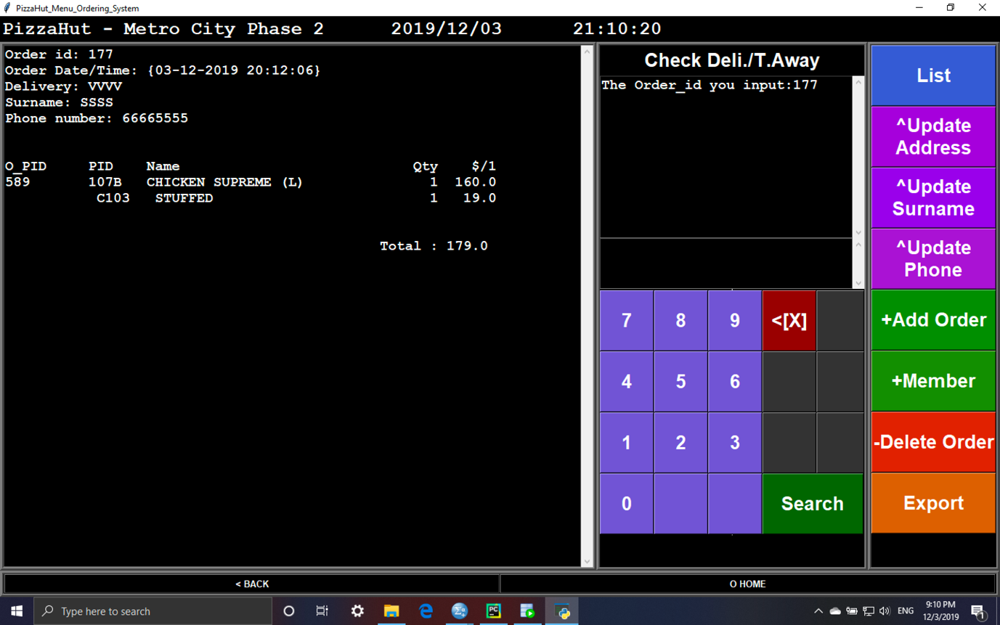 PizzaHut_Menu_Ordering_System
PizzaHut - Metro City Phase 2 2019/12/03 21:10:20
Order id: 177
Order Date/Time: {03-12-2019 20:12:06}
Delivery: VVVV
Surname: SSSS
Phone number: 66665555
O_PID PID Name Qty $/1
589 107B CHICKEN SUPREME (L) 1 160.0
C103 STUFFED 1 19.0
Total : 179.0
Check Deli./T.Away
The Order_id you input:177
7 8 9 <[X]
4 5 6
1 2 3
0 Search
List
^Update
Address
^Update
Surname
^Update
Phone
+Add Order
+Member
-Delete Order
Export
< BACK
O HOME
Type here to search
PC
ENG
9:10 PM
12/3/2019
1